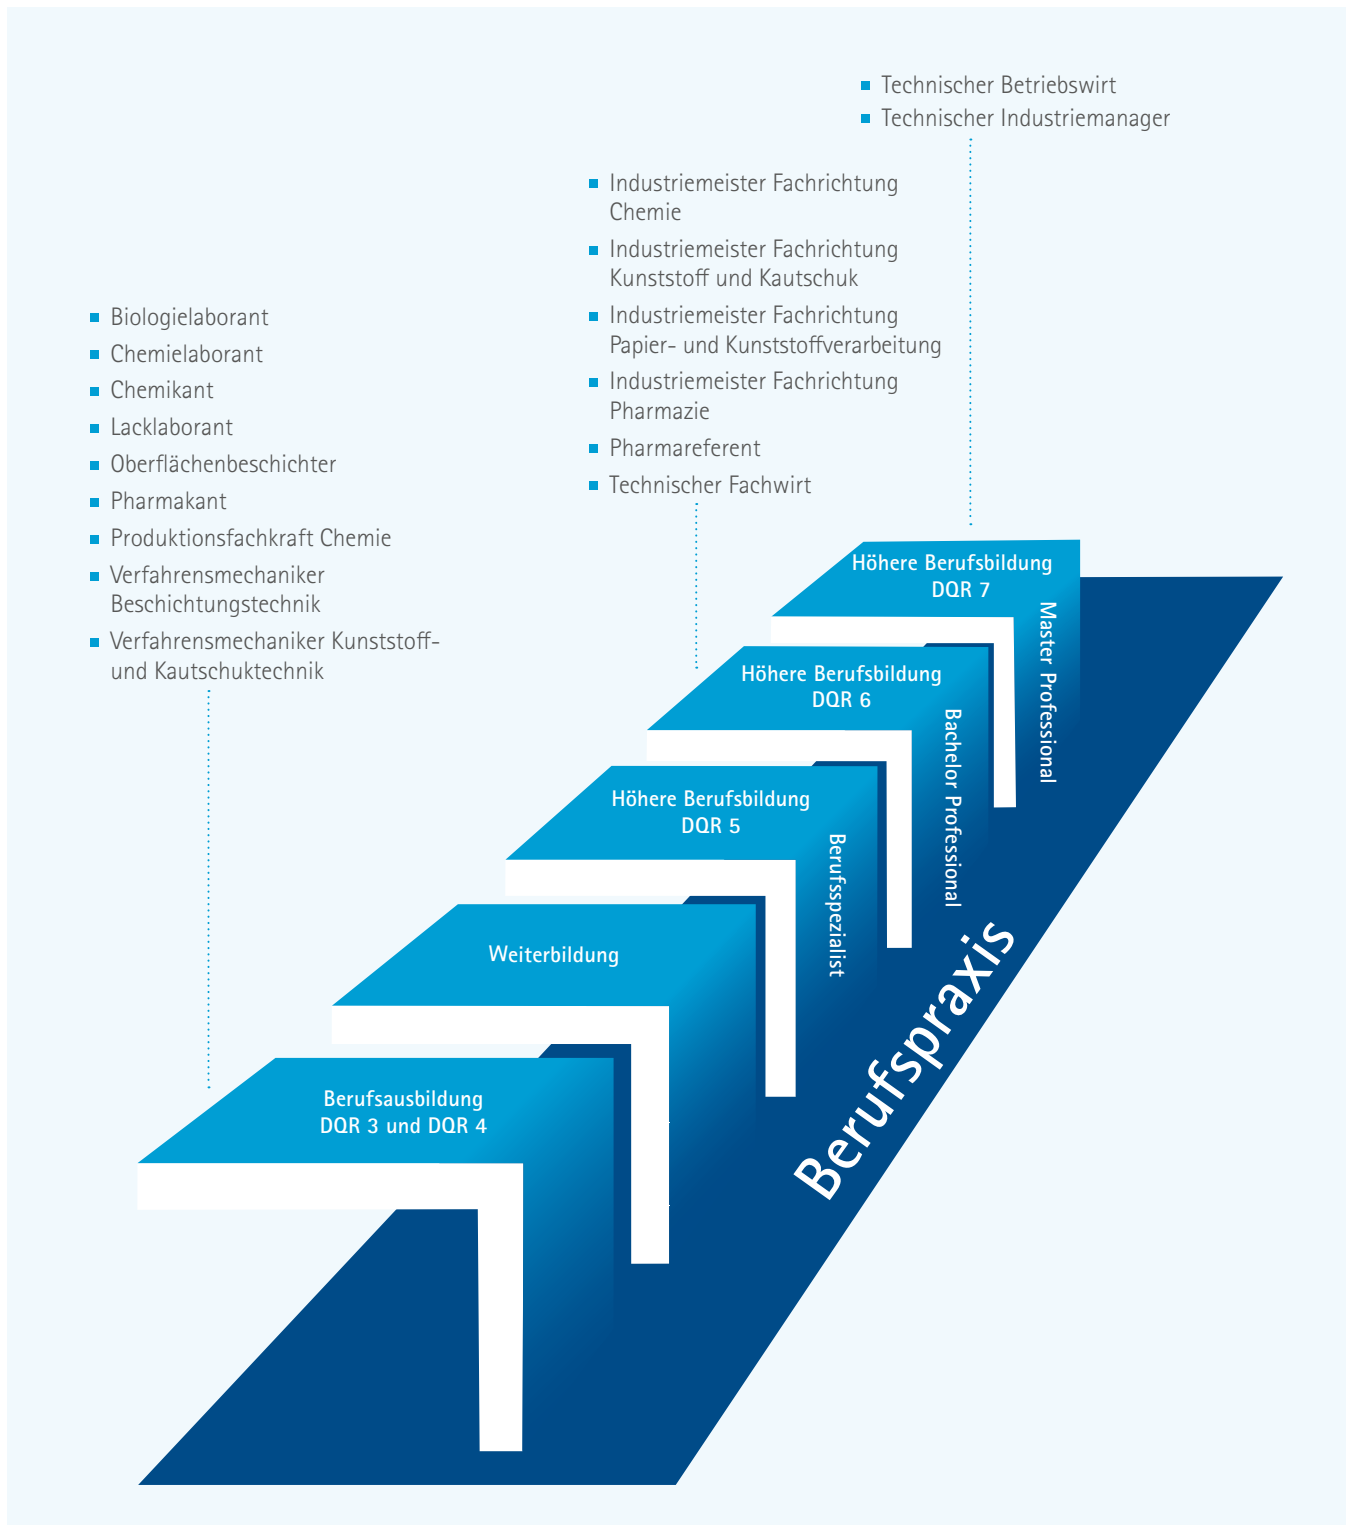 Technischer Betriebswirt
Technischer Industriemanager
Industriemeister Fachrichtung
Chemie
Industriemeister Fachrichtung
Kunststoff und Kautschuk
Industriemeister Fachrichtung
Papier- und Kunststoffverarbeitung
Industriemeister Fachrichtung
Pharmazie
Pharmareferent
Technischer Fachwirt
Biologielaborant
Chemielaborant
Chemikant
Lacklaborant
Oberflächenbeschichter
Pharmakant
Produktionsfachkraft Chemie
Verfahrensmechaniker
Beschichtungstechnik
Verfahrensmechaniker Kunststoff-
und Kautschuktechnik
Höhere Berufsbildung
DQR 7
Master Professional
Höhere Berufsbildung
DQR 6
Bachelor Professional
Höhere Berufsbildung
DQR 5
Berufsspezialist
Weiterbildung
Berufsausbildung
DQR 3 und DQR 4
Berufspraxis